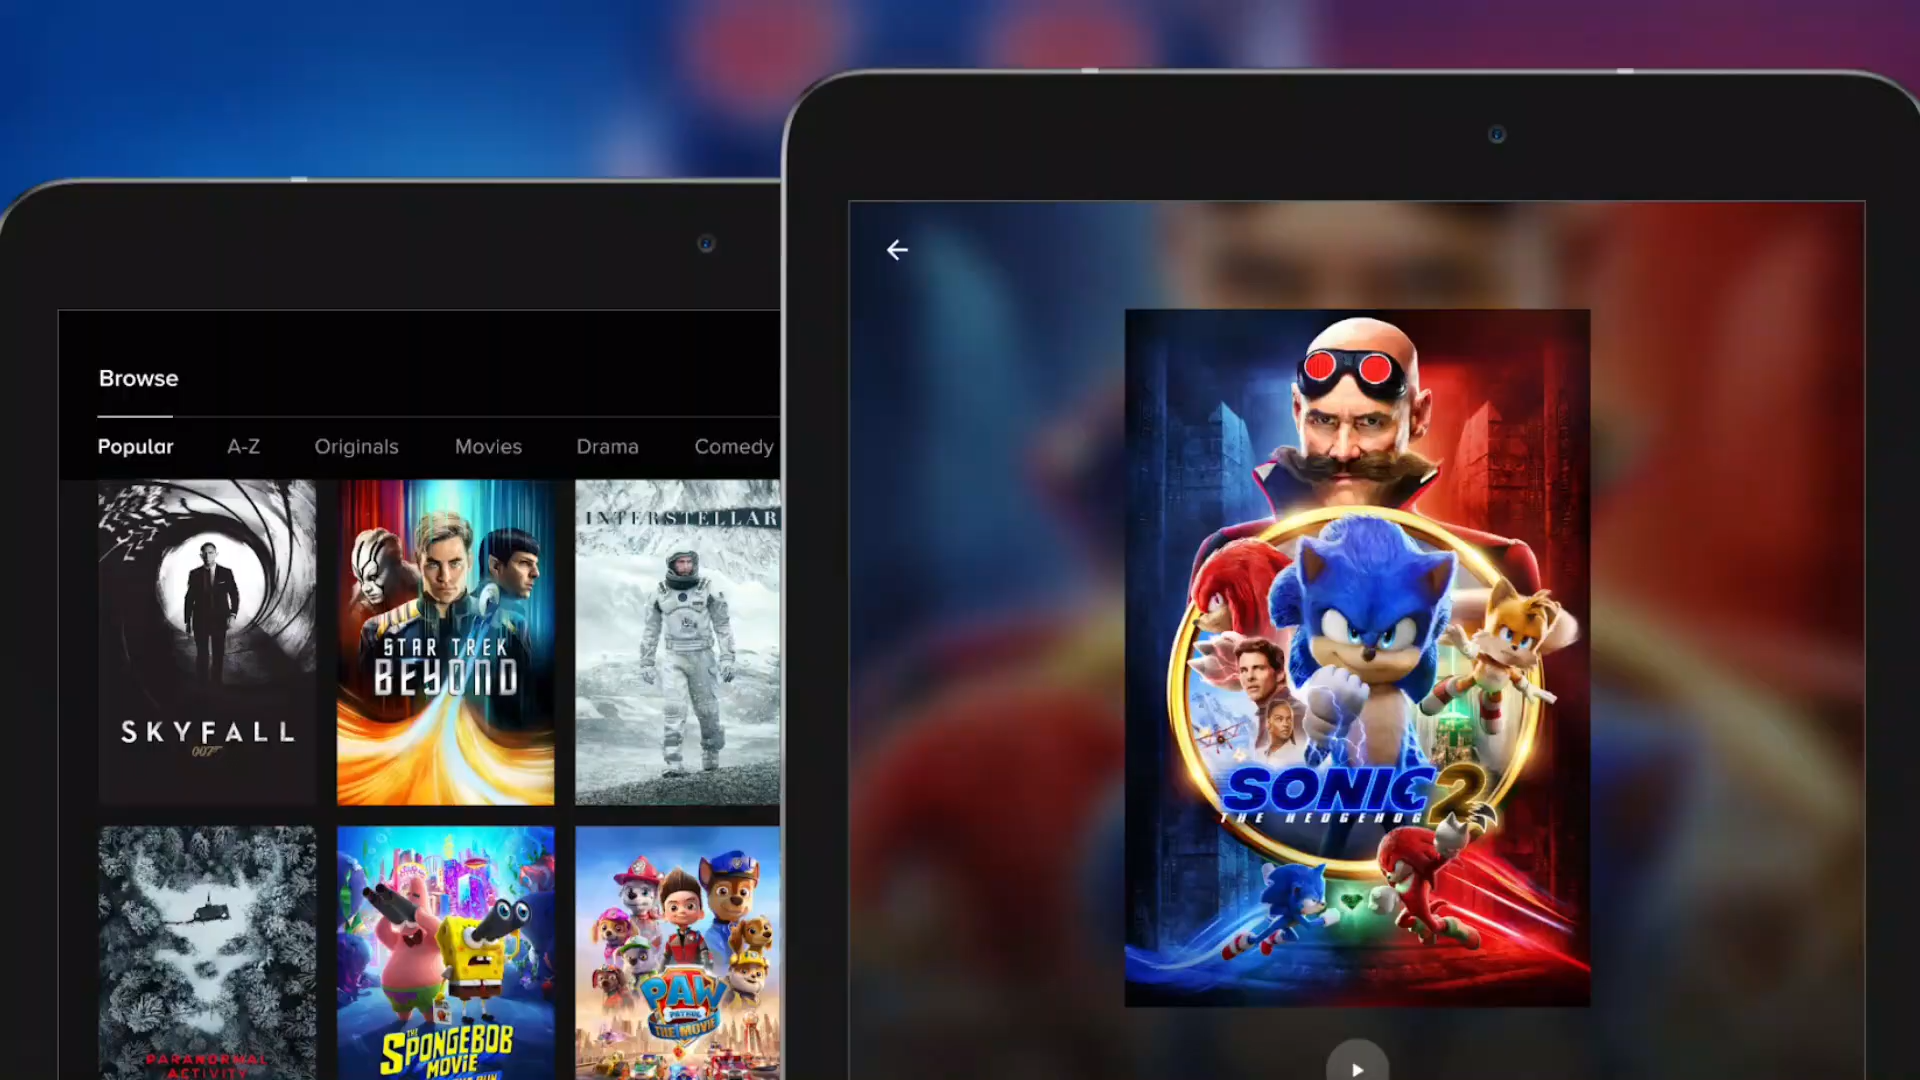 Browse
Popular
A-Z
Originals
Movies
Drama
Comedy
INTERSTELLAR
STAR TREK
BEYOND
SKYFALL
007
SONIC 2
THE HEDGEHOG
PARANORMAL
ACTIVITY
THE
SPONGEBOB
MOVIE
PAW
PATROL
THE MOVIE